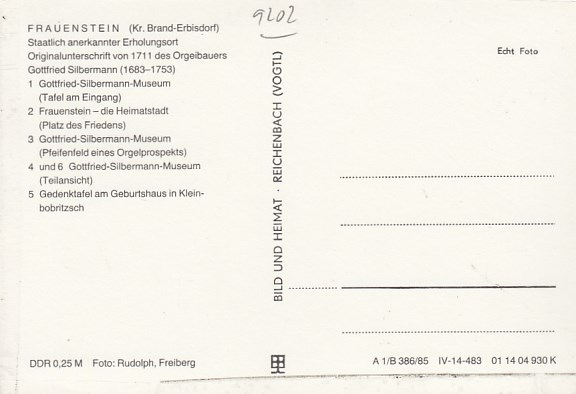 9202
FRAUENSTEIN (Kr. Brand-Erbisdorf)
Staatlich anerkannter Erholungsort
Originalunterschrift von 1711 des Orgelbauers
Gottfried Silbermann (1683–1753)
1 Gottfried-Silbermann-Museum
(Tafel am Eingang)
2 Frauenstein – die Heimatstadt
(Platz des Friedens)
3 Gottfried-Silbermann-Museum
(Pfeifenfeld eines Orgelprospekts)
4 und 6 Gottfried-Silbermann-Museum
(Teilansicht)
5 Gedenktafel am Geburtshaus in Klein-
bobritzsch
BILD UND HEIMAT · REICHENBACH (VOGTL)
Echt Foto
DDR 0,25 M Foto: Rudolph, Freiberg
A 1/B 386/85 IV-14-483 01 14 04 930 K